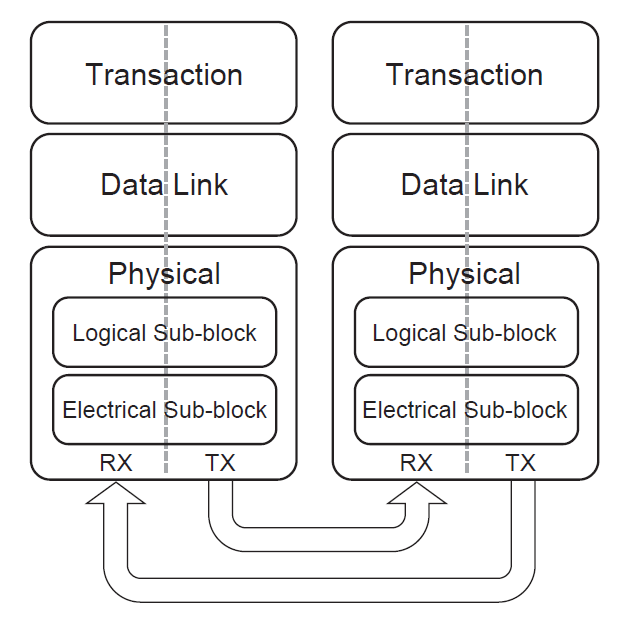 Transaction
Transaction
Data Link
Data Link
Physical
Physical
Logical Sub-block
Logical Sub-block
Electrical Sub-block
Electrical Sub-block
RX
TX
RX
TX